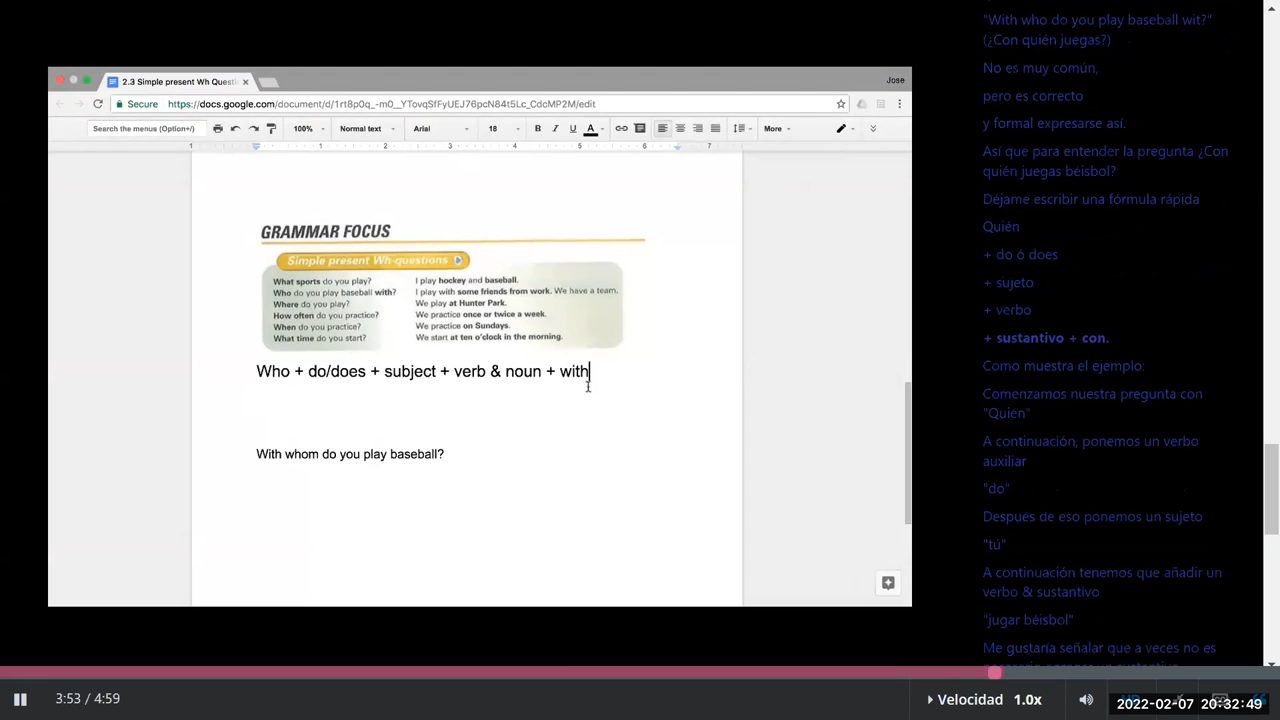 2.3 Simple present Wh Questi
Jose
Secure
https://docs.google.com/document/d/1rt8p0q_-m0__YTovqSfFyUEJ76pcN84t5Lc_CdcMP2M/edit
Search the menus (Option+/)
100%
Normal text
Arial
18
B I U A
More
1 1 2 3 4 5 6 7
GRAMMAR FOCUS
Simple present Wh-questions
What sports do you play? I play hockey and baseball.
Who do you play baseball with? I play with some friends from work. We have a team.
Where do you play? We play at Hunter Park.
How often do you practice? We practice once or twice a week.
When do you practice? We practice on Sundays.
What time do you start? We start at ten o'clock in the morning.
Who + do/does + subject + verb & noun + with
With whom do you play baseball?
"With who do you play baseball wit?"
(¿Con quién juegas?)
No es muy común,
pero es correcto
y formal expresarse así.
Así que para entender la pregunta ¿Con
quién juegas béisbol?
Déjame escribir una fórmula rápida
Quién
+ do ó does
+ sujeto
+ verbo
+ sustantivo + con.
Como muestra el ejemplo:
Comenzamos nuestra pregunta con
"Quién"
A continuación, ponemos un verbo
auxiliar
"do"
Después de eso ponemos un sujeto
"tú"
A continuación tenemos que añadir un
verbo & sustantivo
"jugar béisbol"
Me gustaría señalar que a veces no es
3:53 / 4:59
Velocidad 1.0x
2022-02-07 20:32:49